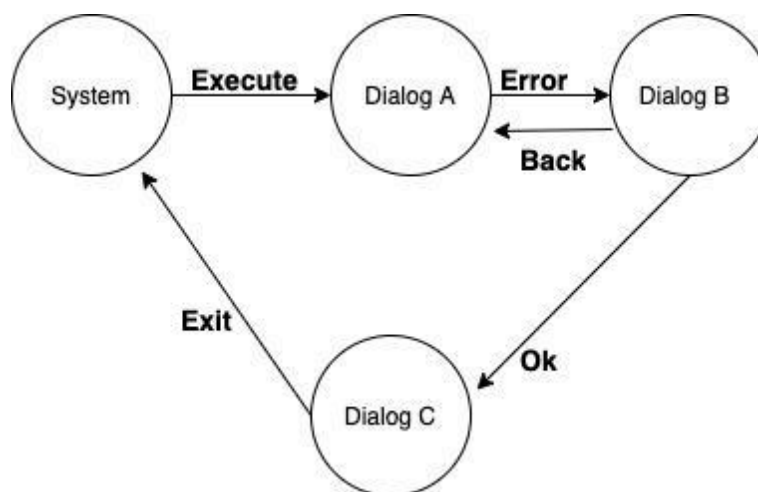 System
Execute
Dialog A
Error
Dialog B
Back
Exit
Ok
Dialog C